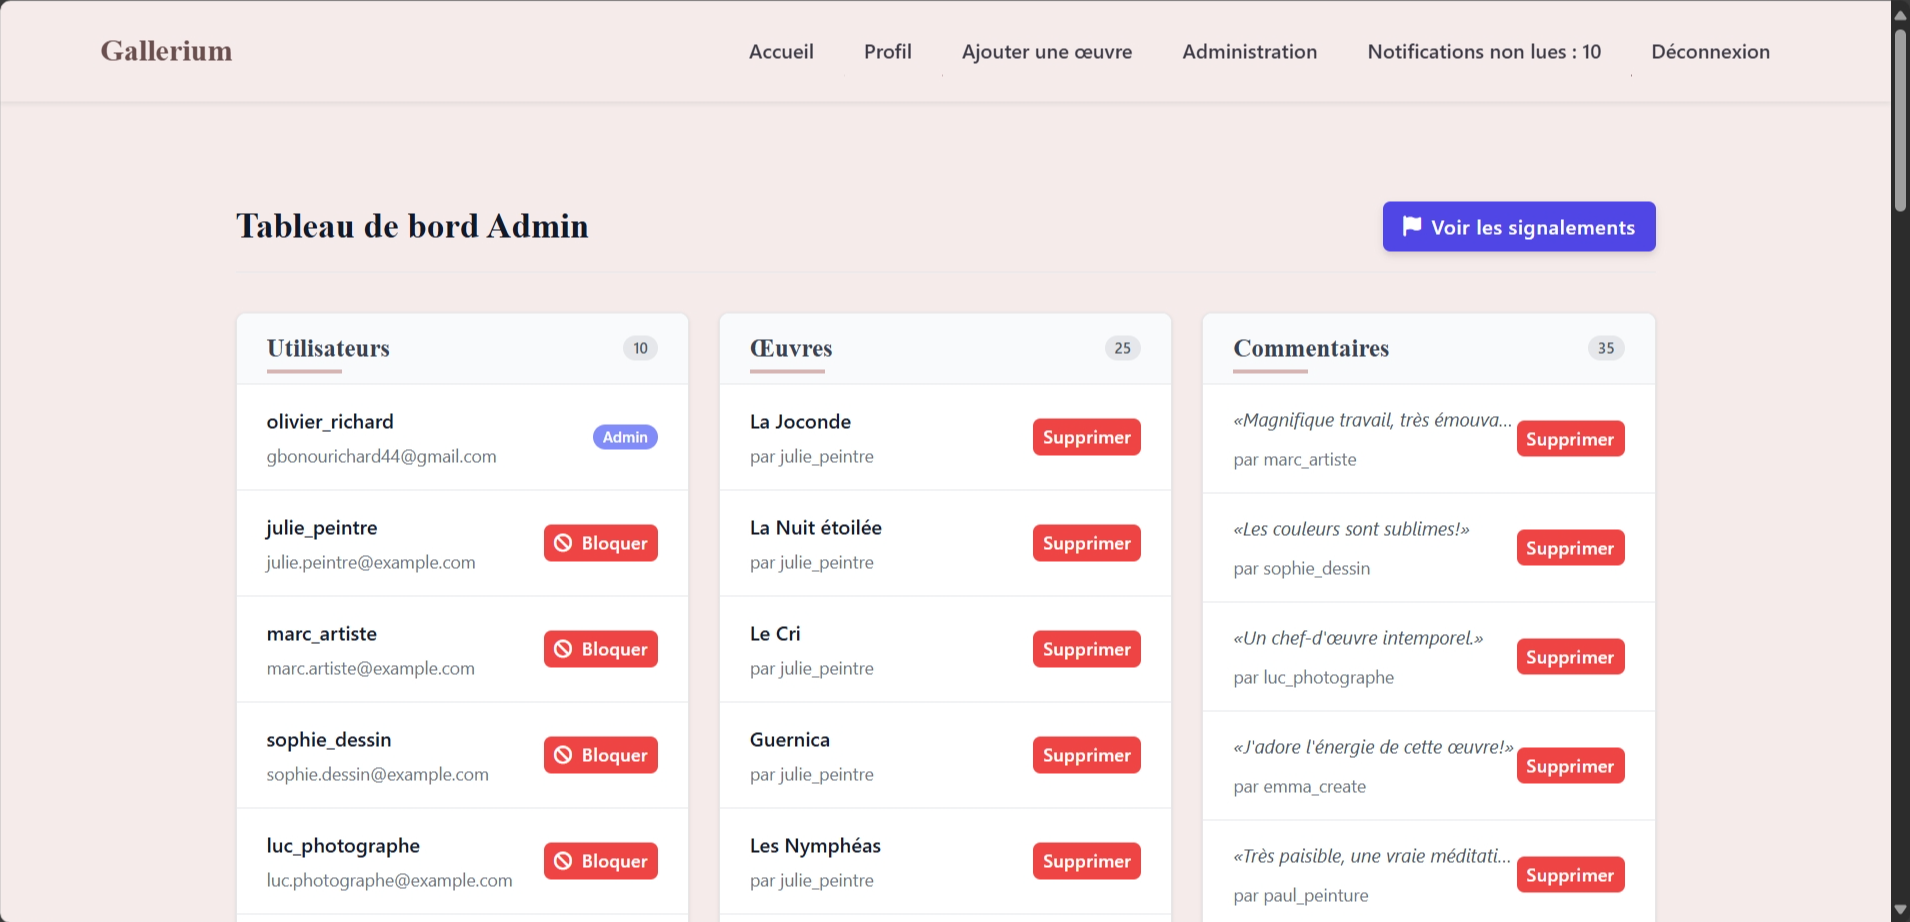 Gallerium
Accueil
Profil
Ajouter une œuvre
Administration
Notifications non lues : 10
Déconnexion
Tableau de bord Admin
Voir les signalements
Utilisateurs
10
olivier_richard
gbonourichard44@gmail.com
Admin
julie_peintre
julie.peintre@example.com
Bloquer
marc_artiste
marc.artiste@example.com
Bloquer
sophie_dessin
sophie.dessin@example.com
Bloquer
luc_photographe
luc.photographe@example.com
Bloquer
Œuvres
25
La Joconde
par julie_peintre
Supprimer
La Nuit étoilée
par julie_peintre
Supprimer
Le Cri
par julie_peintre
Supprimer
Guernica
par julie_peintre
Supprimer
Les Nymphéas
par julie_peintre
Supprimer
Commentaires
35
«Magnifique travail, très émouva...
par marc_artiste
Supprimer
«Les couleurs sont sublimes!»
par sophie_dessin
Supprimer
«Un chef-d'œuvre intemporel.»
par luc_photographe
Supprimer
«J'adore l'énergie de cette œuvre!»
par emma_create
Supprimer
«Très paisible, une vraie méditati...
par paul_peinture
Supprimer